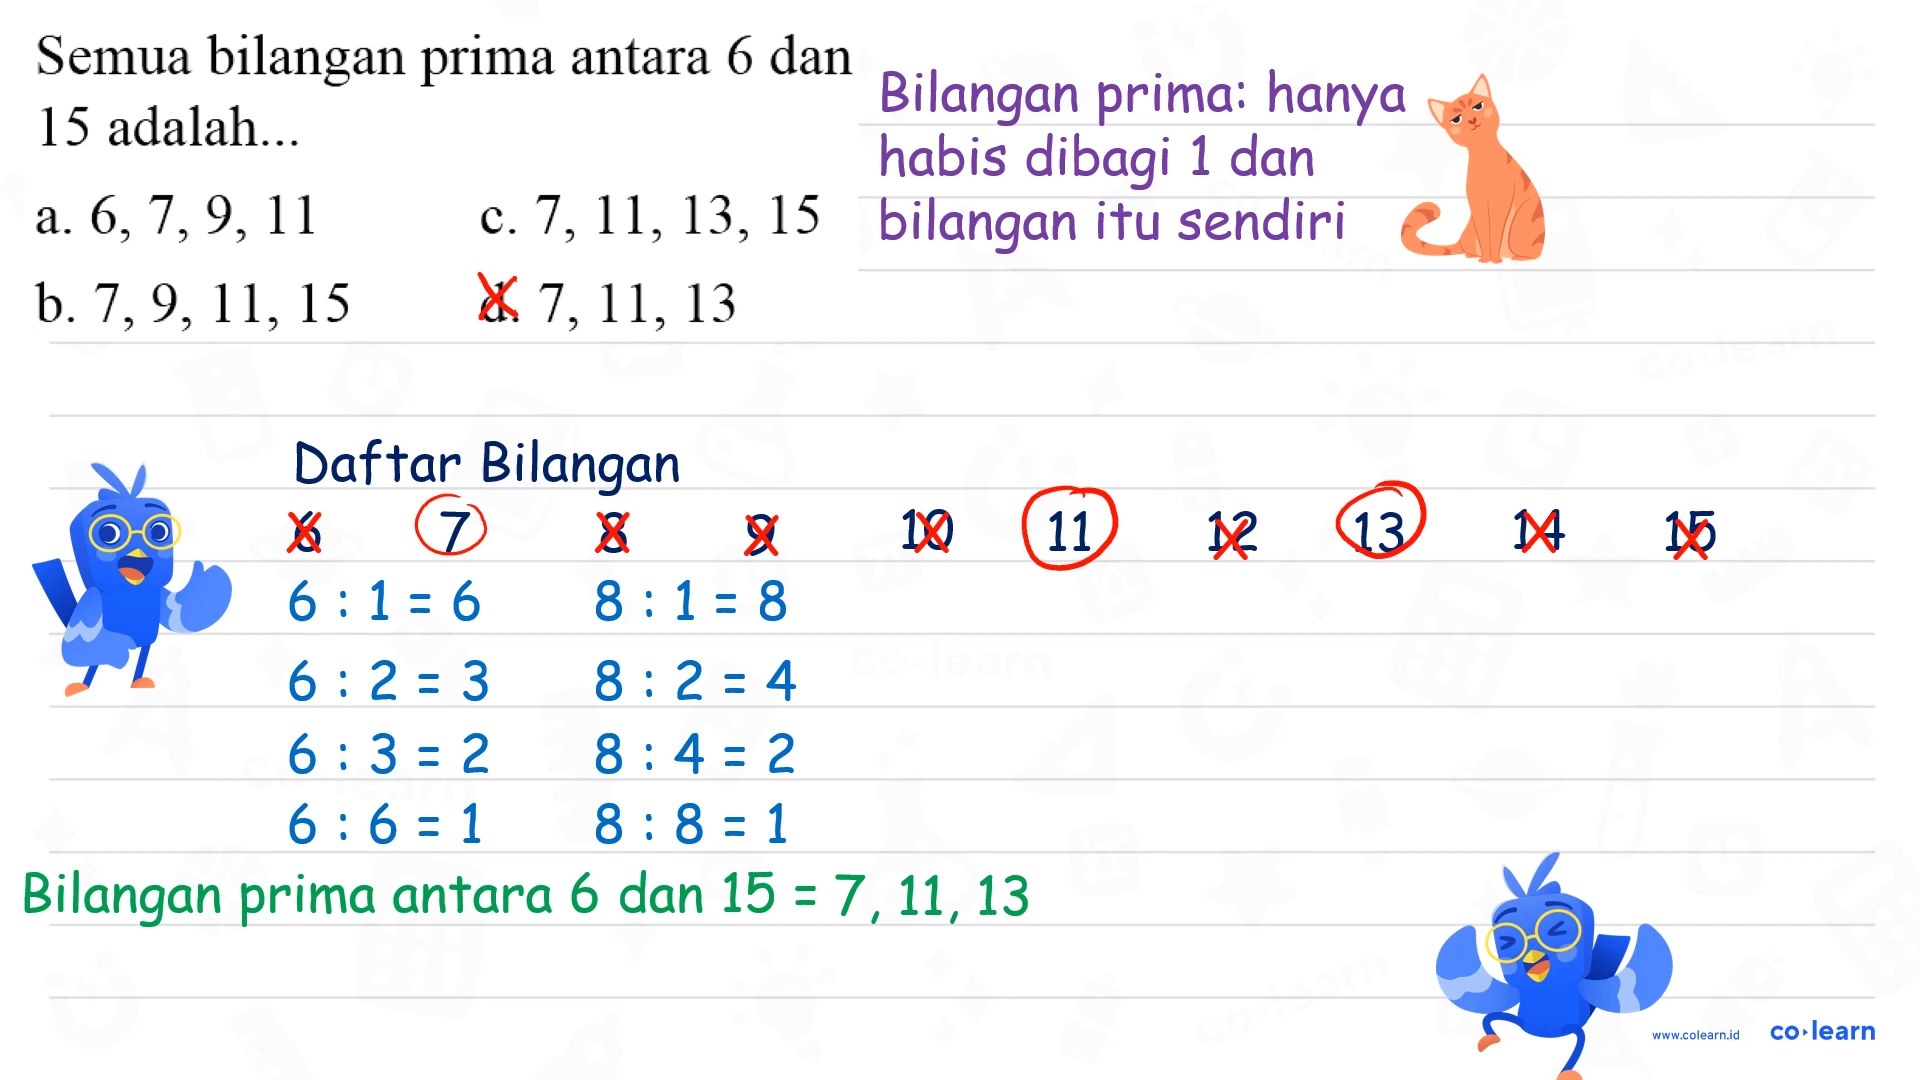 Semua bilangan prima antara 6 dan
15 adalah...
a. 6, 7, 9, 11
c. 7, 11, 13, 15
b. 7, 9, 11, 15
d. 7, 11, 13
Bilangan prima: hanya
habis dibagi 1 dan
bilangan itu sendiri
Daftar Bilangan
6 7 8 9 10 11 12 13 14 15
6 : 1 = 6 8 : 1 = 8
6 : 2 = 3 8 : 2 = 4
6 : 3 = 2 8 : 4 = 2
6 : 6 = 1 8 : 8 = 1
Bilangan prima antara 6 dan 15 = 7, 11, 13
www.colearn.id co·learn